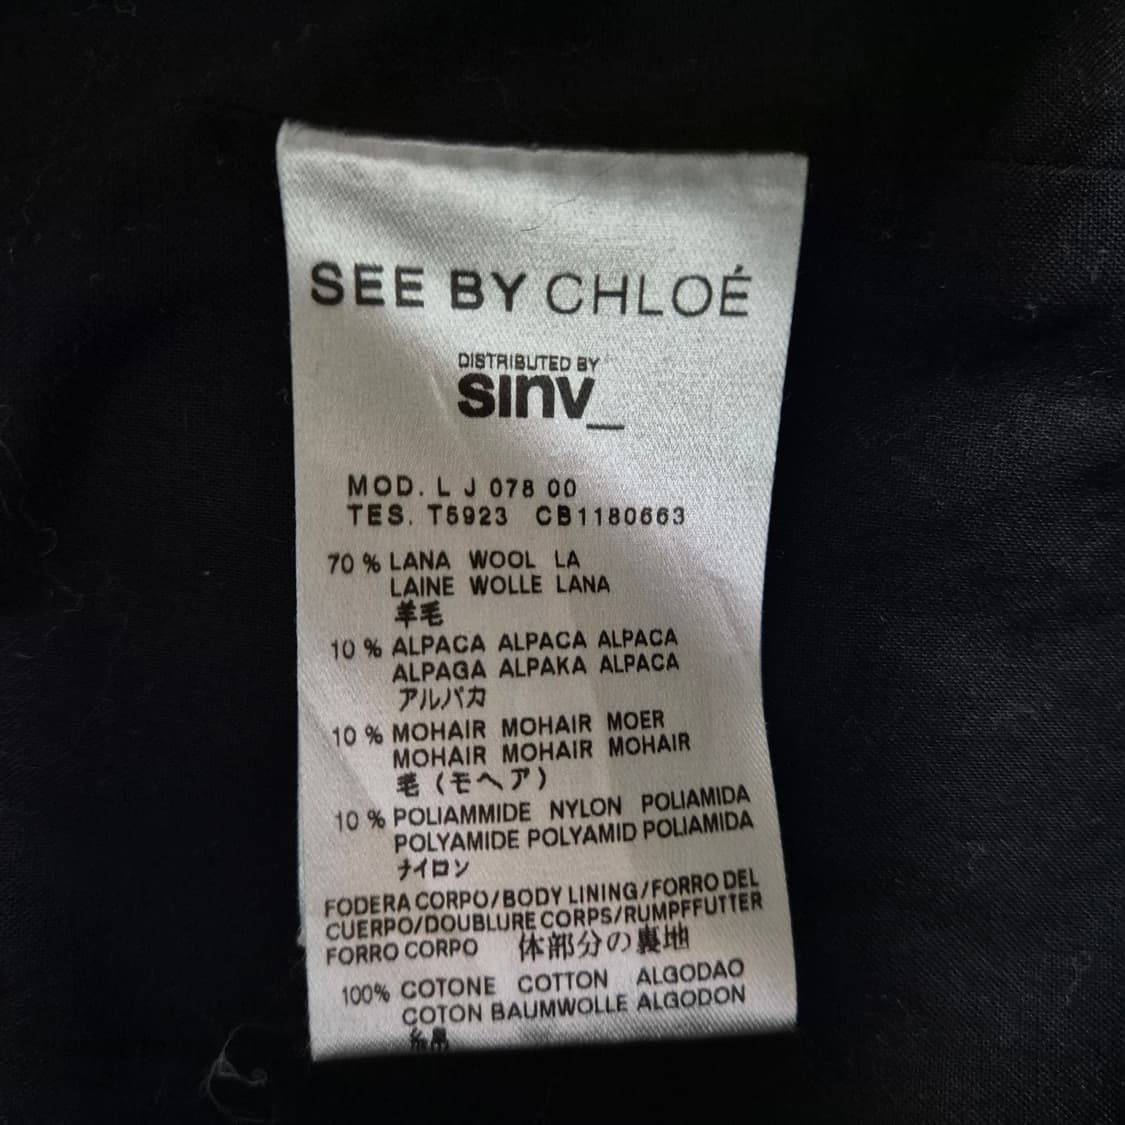 SEE BY CHLOÉ
DISTRIBUTED BY
sinv_
MOD. L J 078 00
TES. T5923 CB1180663
70 % LANA WOOL LA
LAINE WOLLE LANA
羊毛
10 % ALPACA ALPACA ALPACA
ALPAGA ALPAKA ALPACA
アルパカ
10 % MOHAIR MOHAIR MOER
MOHAIR MOHAIR MOHAIR
毛(モヘア)
10 % POLIAMMIDE NYLON POLIAMIDA
POLYAMIDE POLYAMID POLIAMIDA
ナイロン
FODERA CORPO/BODY LINING/FORRO DEL
CUERPO/DOUBLURE CORPS/RUMPFFUTTER
FORRO CORPO 体部分の裏地
100% COTONE COTTON ALGODAO
COTON BAUMWOLLE ALGODON